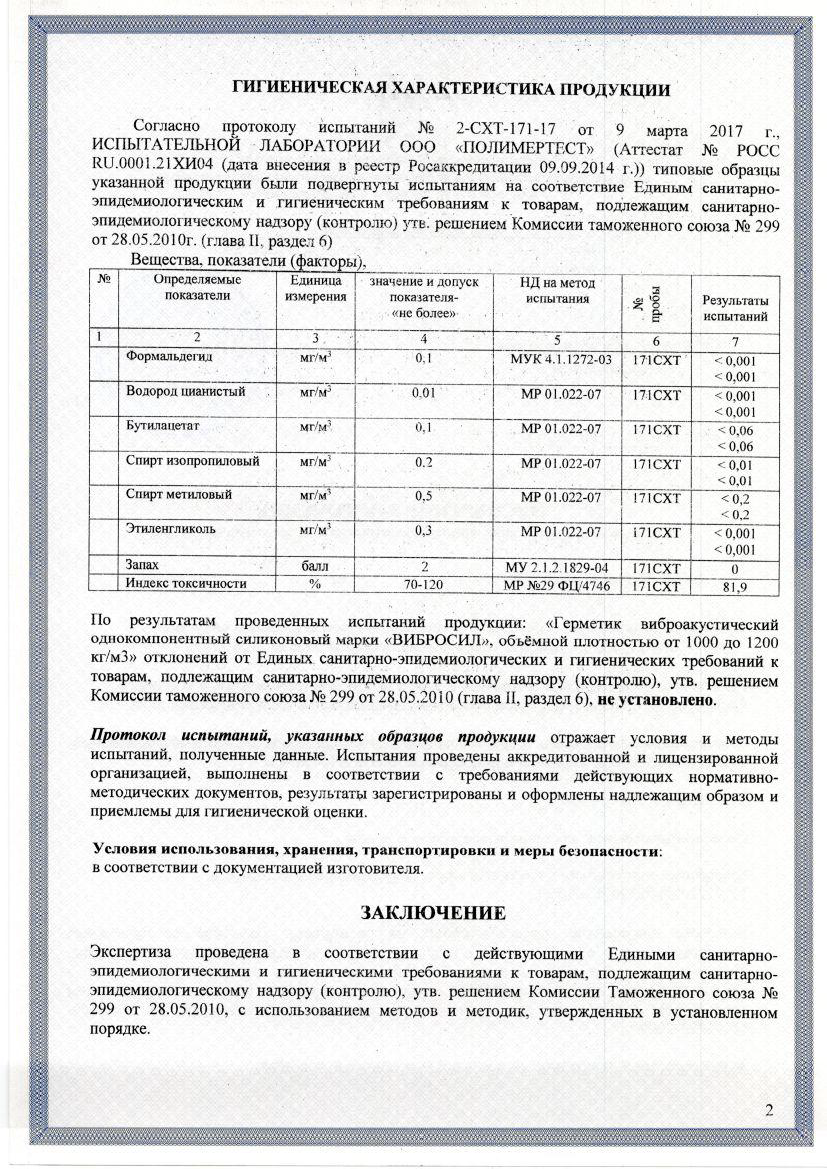 ГИГИЕНИЧЕСКАЯ ХАРАКТЕРИСТИКА ПРОДУКЦИИ
Согласно протоколу испытаний № 2-СХТ-171-17 от 9 марта 2017 г.,
ИСПЫТАТЕЛЬНОЙ ЛАБОРАТОРИИ ООО «ПОЛИМЕРТЕСТ» (Аттестат № РОСС
RU.0001.21ХИ04 (дата внесения в реестр Росаккредитации 09.09.2014 г.)) типовые образцы
указанной продукции были подвергнуты испытаниям на соответствие Единым санитарно-
эпидемиологическим и гигиеническим требованиям к товарам, подлежащим санитарно-
эпидемиологическому надзору (контролю) утв. решением Комиссии таможенного союза № 299
от 28.05.2010г. (глава II, раздел 6)
Вещества, показатели (факторы),
№ Определяемые показатели Единица измерения значение и допуск показателя- «не более» НД на метод испытания № пробы Результаты испытаний
1 2 3 4 5 6 7
Формальдегид мг/м³ 0,1 МУК 4.1.1272-03 171СХТ < 0,001
< 0,001
Водород цианистый мг/м³ 0,01 МР 01.022-07 171СХТ < 0,001
< 0,001
Бутилацетат мг/м³ 0,1 МР 01.022-07 171СХТ < 0,06
< 0,06
Спирт изопропиловый мг/м³ 0,2 МР 01.022-07 171СХТ < 0,01
< 0,01
Спирт метиловый мг/м³ 0,5 МР 01.022-07 171СХТ < 0,2
< 0,2
Этиленгликоль мг/м³ 0,3 МР 01.022-07 171СХТ < 0,001
< 0,001
Запах балл 2 МУ 2.1.2.1829-04 171СХТ 0
Индекс токсичности % 70-120 МР №29 ФЦ/4746 171СХТ 81,9
По результатам проведенных испытаний продукции: «Герметик виброакустический
однокомпонентный силиконовый марки «ВИБРОСИЛ», объёмной плотностью от 1000 до 1200
кг/м3» отклонений от Единых санитарно-эпидемиологических и гигиенических требований к
товарам, подлежащим санитарно-эпидемиологическому надзору (контролю), утв. решением
Комиссии таможенного союза № 299 от 28.05.2010 (глава II, раздел 6), не установлено.
Протокол испытаний, указанных образцов продукции отражает условия и методы
испытаний, полученные данные. Испытания проведены аккредитованной и лицензированной
организацией, выполнены в соответствии с требованиями действующих нормативно-
методических документов, результаты зарегистрированы и оформлены надлежащим образом и
приемлемы для гигиенической оценки.
Условия использования, хранения, транспортировки и меры безопасности:
в соответствии с документацией изготовителя.
ЗАКЛЮЧЕНИЕ
Экспертиза проведена в соответствии с действующими Едиными санитарно-
эпидемиологическими и гигиеническими требованиями к товарам, подлежащим санитарно-
эпидемиологическому надзору (контролю), утв. решением Комиссии Таможенного союза №
299 от 28.05.2010, с использованием методов и методик, утвержденных в установленном
порядке.
2